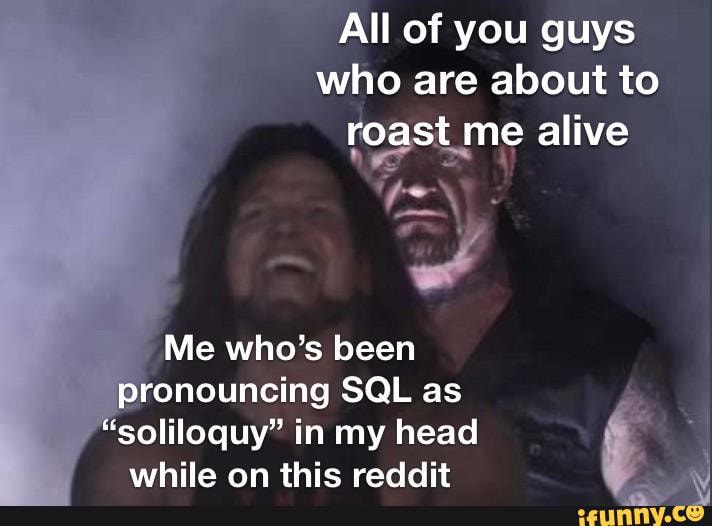 All of you guys
who are about to
roast me alive
Me who's been
pronouncing SQL as
“soliloquy” in my head
while on this reddit
ifunny.co